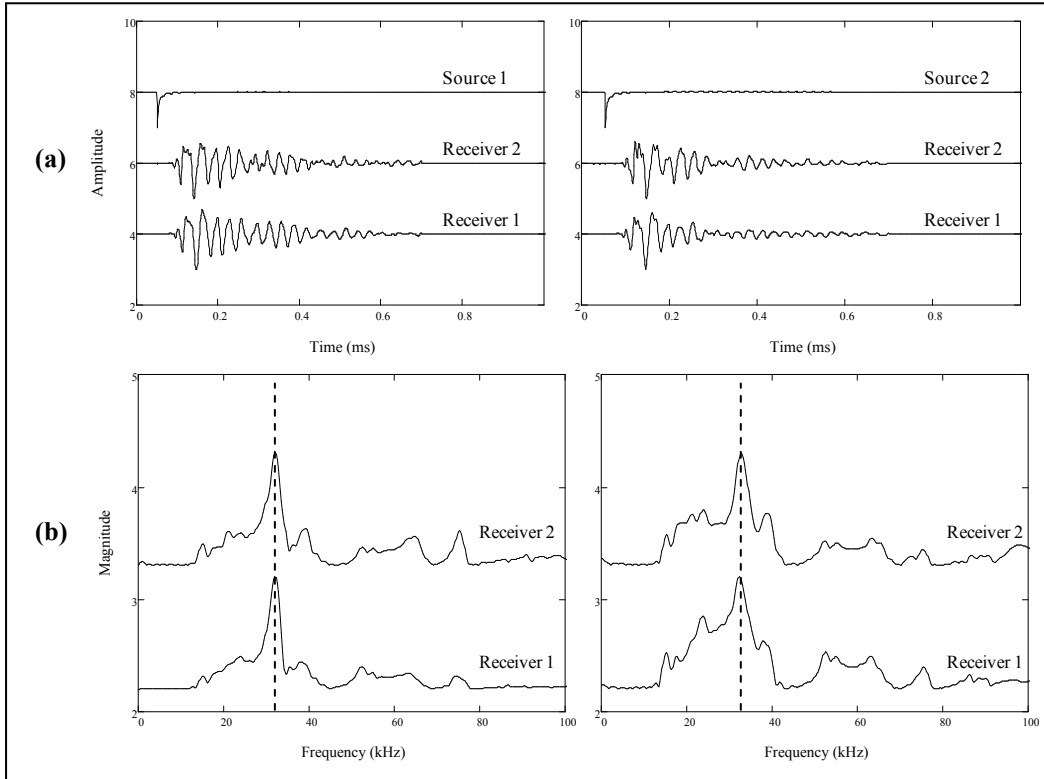 (a)
Amplitude
10
8
6
4
2
Source 1
Receiver 2
Receiver 1
0 0.2 0.4 0.6 0.8
Time (ms)
10
8
6
4
2
Source 2
Receiver 2
Receiver 1
0 0.2 0.4 0.6 0.8
Time (ms)
(b)
Magnitude
5
4
3
2
Receiver 2
Receiver 1
0 20 40 60 80 100
Frequency (kHz)
5
4
3
2
Receiver 2
Receiver 1
0 20 40 60 80 100
Frequency (kHz)